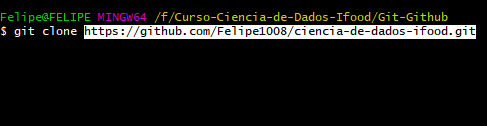 Felipe@FELIPE MINGW64 /f/Curso-Ciencia-de-Dados-Ifood/Git-Github
$ git clone https://github.com/Felipe1008/ciencia-de-dados-ifood.git